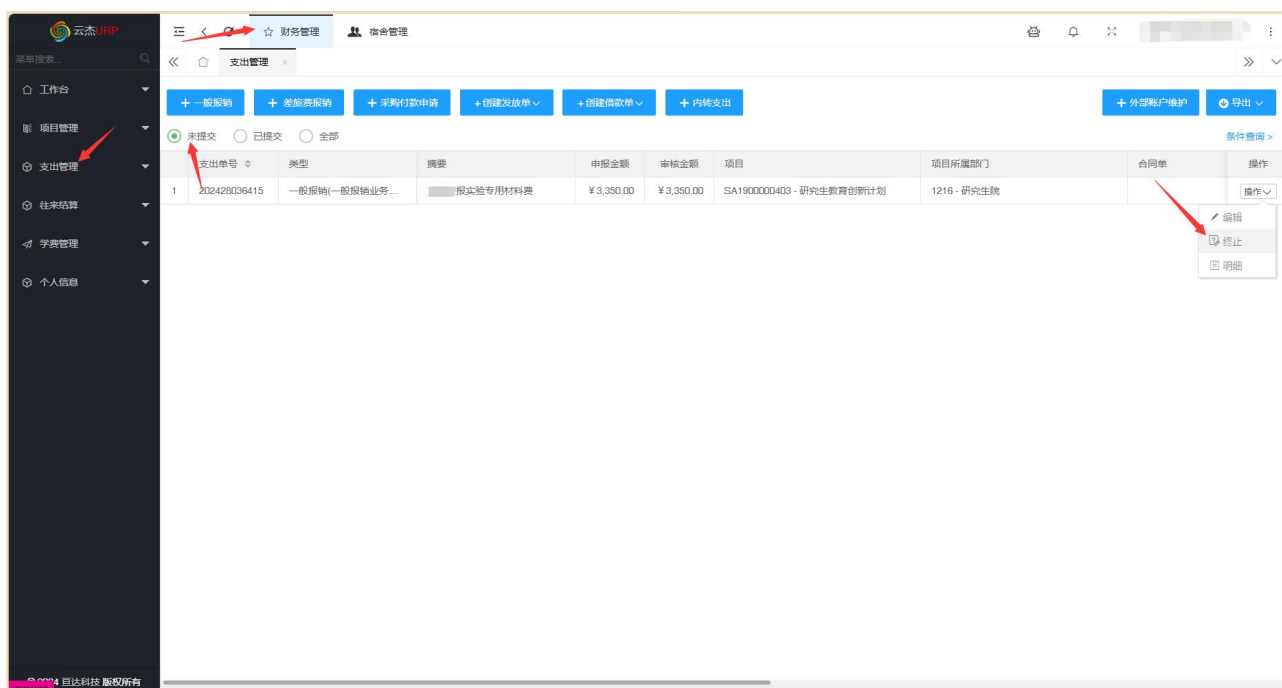 云杰URP
财务管理
宿舍管理
菜单搜索...
支出管理
工作台
项目管理
支出管理
往来结算
学费管理
个人信息
+ 一般报销
+ 差旅费报销
+ 采购付款申请
+创建发放单
+创建借款单
+ 内转支出
+ 外部账户维护
导出
未提交 已提交 全部
条件查询 >
支出单号 类型 摘要 申报金额 审核金额 项目 项目所属部门 合同单 操作
1 202428036415 一般报销(一般报销业务... 报实验专用材料费 ¥3,350.00 ¥3,350.00 SA1900000403 - 研究生教育创新计划 1216 - 研究生院 操作
编辑
终止
明细
4 亘达科技 版权所有